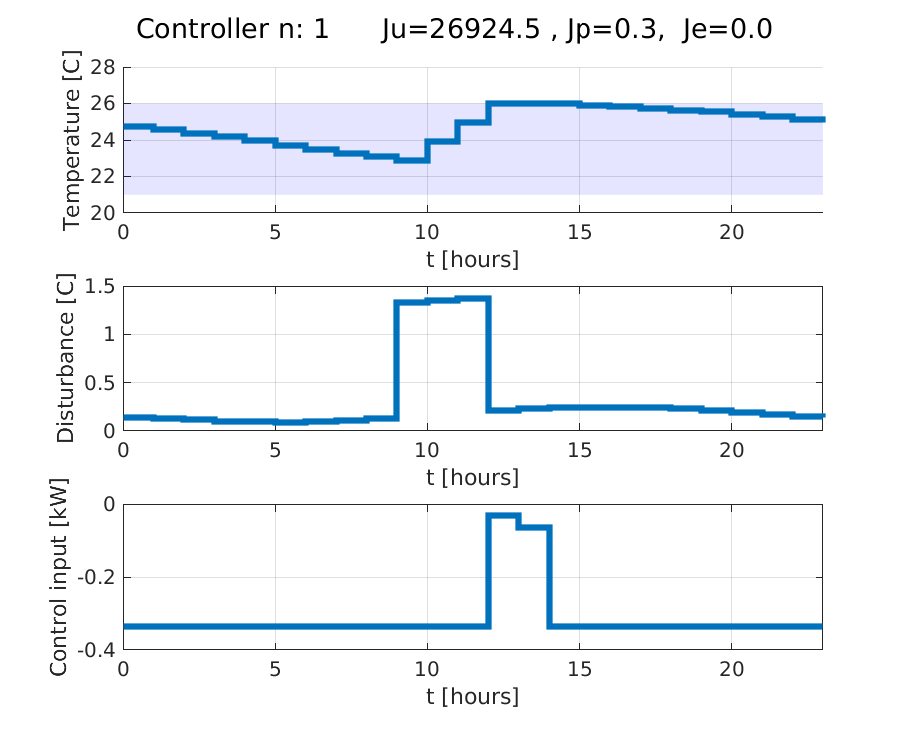 Controller n: 1 Ju=26924.5 , Jp=0.3, Je=0.0
Temperature [C]
28
26
24
22
20
0 5 10 15 20
t [hours]
Disturbance [C]
1.5
1
0.5
0
0 5 10 15 20
t [hours]
Control input [kW]
0
-0.2
-0.4
0 5 10 15 20
t [hours]